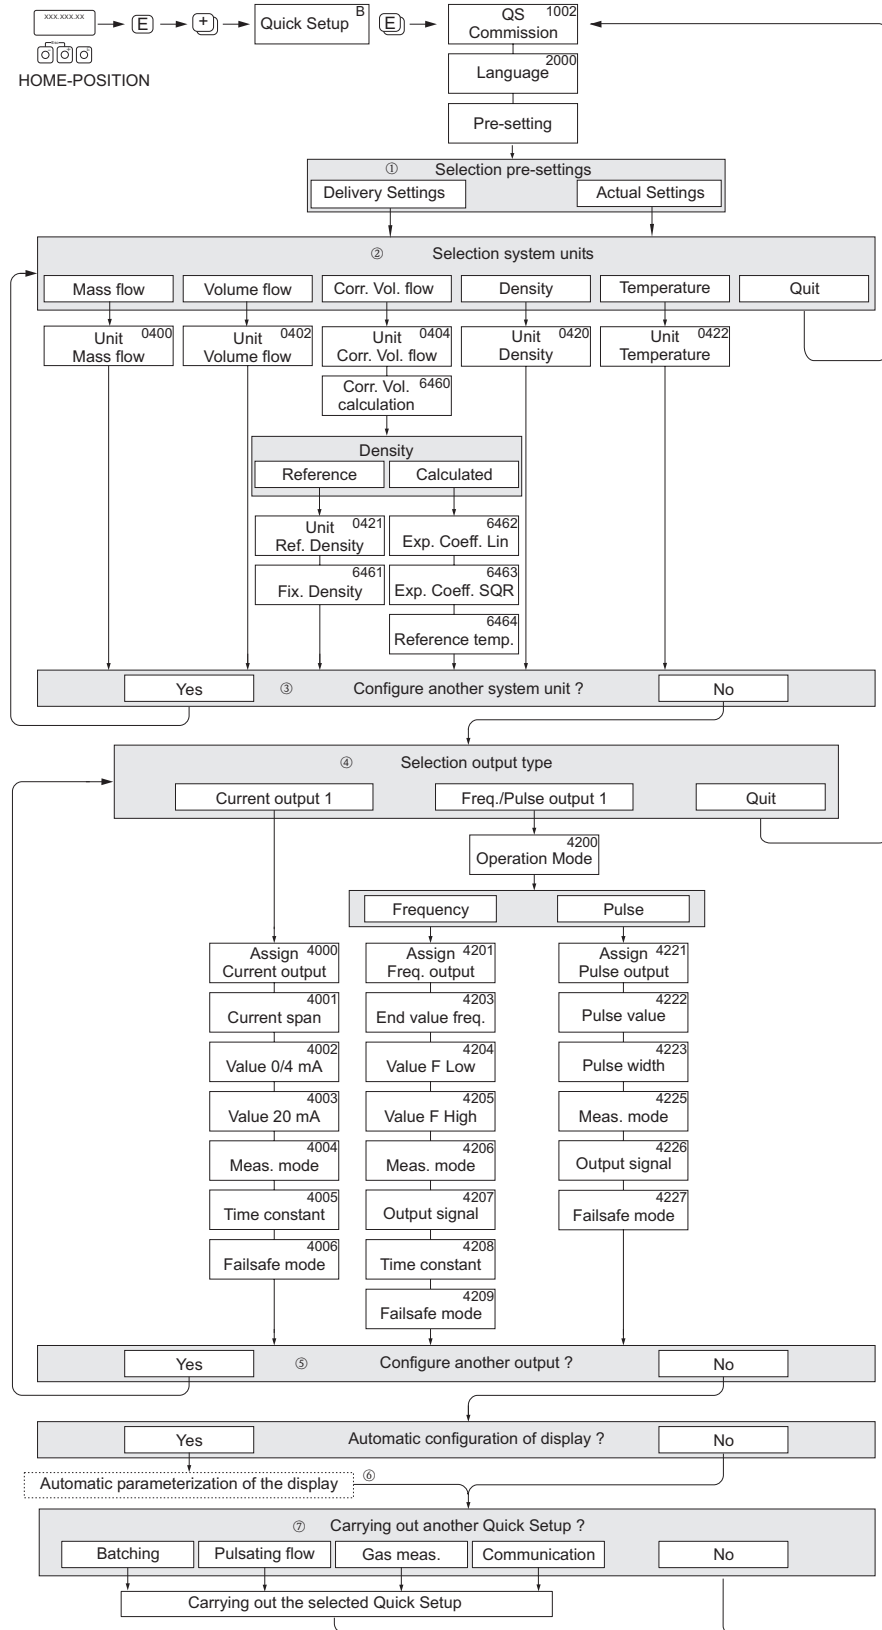 xxx.xxx.xx
Esc
E
+
Quick Setup B
E
QS 1002
Commission
HOME-POSITION
Language 2000
Pre-setting
① Selection pre-settings
Delivery Settings Actual Settings
② Selection system units
Mass flow Volume flow Corr. Vol. flow Density Temperature Quit
Unit 0400
Mass flow
Unit 0402
Volume flow
Unit 0404
Corr. Vol. flow
Unit 0420
Density
Unit 0422
Temperature
Corr. Vol. 6460
calculation
Density
Reference Calculated
Unit 0421
Ref. Density
6461
Fix. Density
6462
Exp. Coeff. Lin
6463
Exp. Coeff. SQR
6464
Reference temp.
Yes ③ Configure another system unit ? No
④ Selection output type
Current output 1 Freq./Pulse output 1 Quit
4200
Operation Mode
Frequency Pulse
Assign 4000
Current output
4001
Current span
4002
Value 0/4 mA
4003
Value 20 mA
4004
Meas. mode
4005
Time constant
4006
Failsafe mode
Assign 4201
Freq. output
4203
End value freq.
4204
Value F Low
4205
Value F High
4206
Meas. mode
4207
Output signal
4208
Time constant
4209
Failsafe mode
Assign 4221
Pulse output
4222
Pulse value
4223
Pulse width
4225
Meas. mode
4226
Output signal
4227
Failsafe mode
Yes ⑤ Configure another output ? No
Yes Automatic configuration of display ? No
Automatic parameterization of the display ⑥
⑦ Carrying out another Quick Setup ?
Batching Pulsating flow Gas meas. Communication No
Carrying out the selected Quick Setup